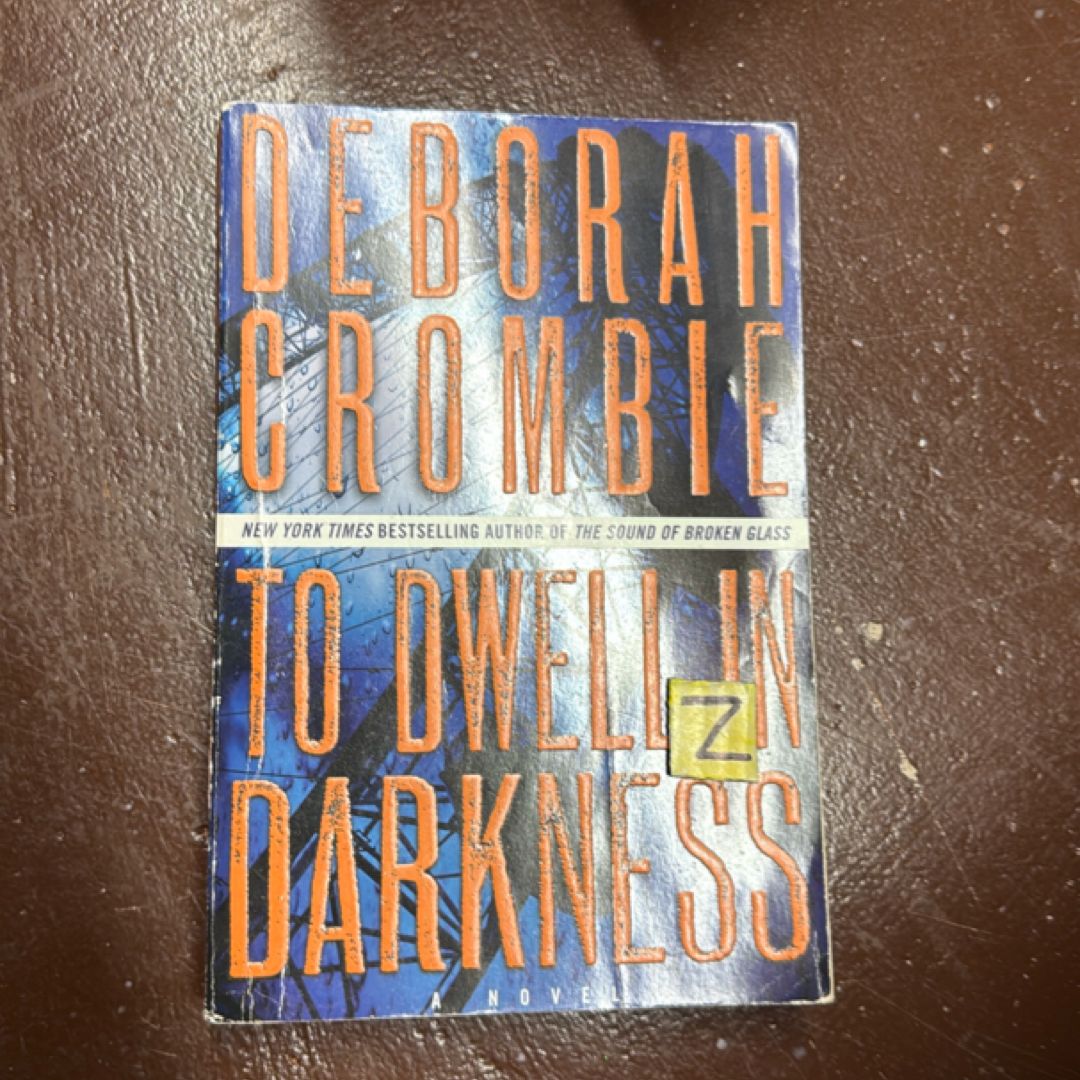 DEBORAH
CROMBIE
NEW YORK TIMES BESTSELLING AUTHOR OF THE SOUND OF BROKEN GLASS
TO DWELL IN
Z
DARKNESS
A NOVEL